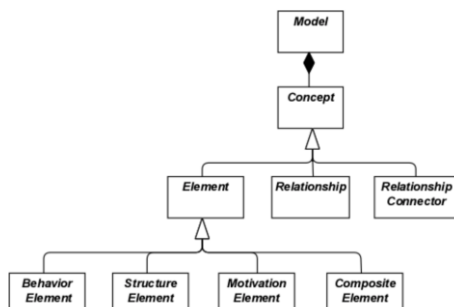 Model
Concept
Element
Relationship
Relationship
Connector
Behavior
Element
Structure
Element
Motivation
Element
Composite
Element